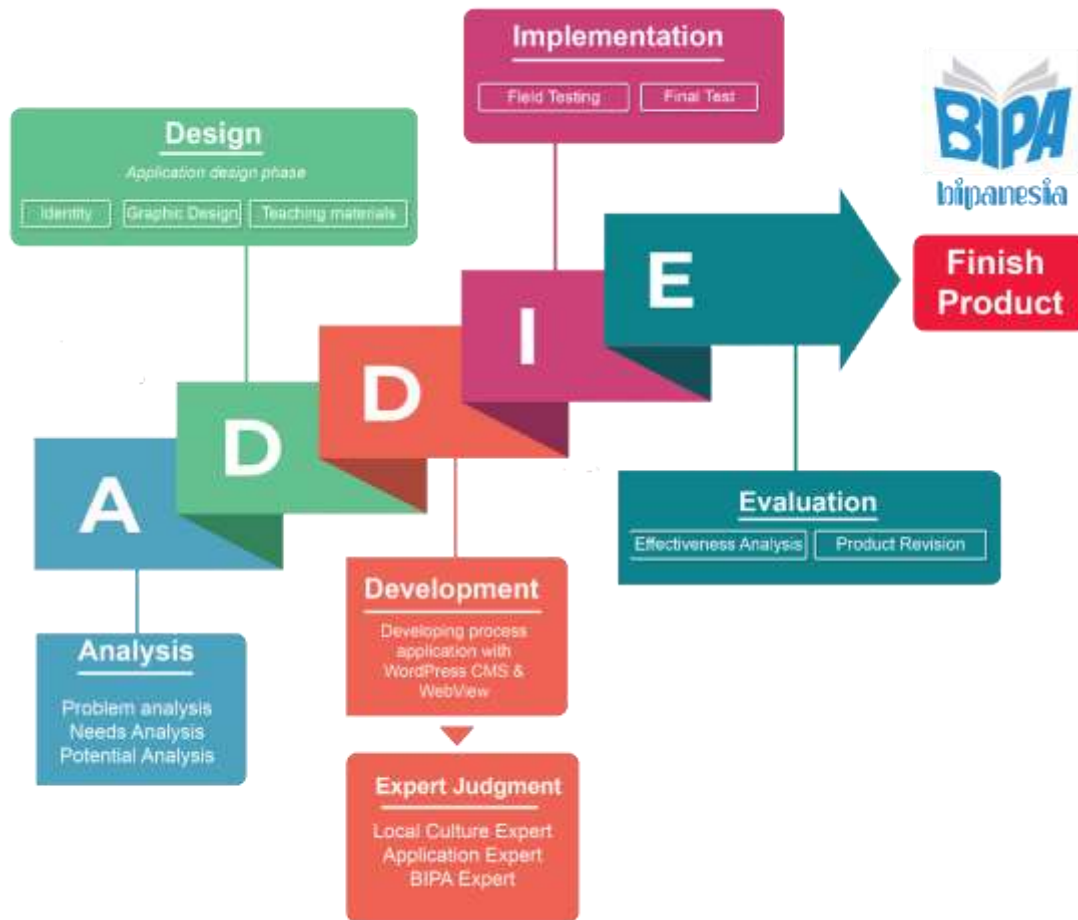 Implementation
Field Testing
Final Test
Design
Application design phase
Identity
Graphic Design
Teaching materials
BIPA
bipanesia
Finish
Product
E
I
D
D
A
Evaluation
Effectiveness Analysis
Product Revision
Development
Developing process
application with
WordPress CMS &
WebView
Analysis
Problem analysis
Needs Analysis
Potential Analysis
Expert Judgment
Local Culture Expert
Application Expert
BIPA Expert